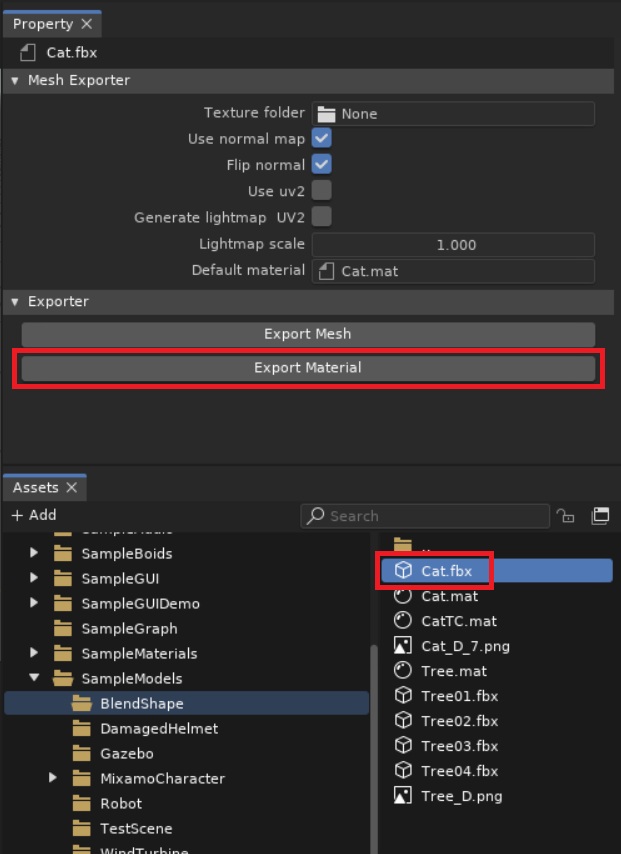 Property
Cat.fbx
Mesh Exporter
Texture folder None
Use normal map
Flip normal
Use uv2
Generate lightmap UV2
Lightmap scale 1.000
Default material Cat.mat
Exporter
Export Mesh
Export Material
Assets
+ Add
Search
SampleBoids
SampleGUI
SampleGUIDemo
SampleGraph
SampleMaterials
SampleModels
BlendShape
DamagedHelmet
Gazebo
MixamoCharacter
Robot
TestScene
WindTurbine
..
Cat.fbx
Cat.mat
CatTC.mat
Cat_D_7.png
Tree.mat
Tree01.fbx
Tree02.fbx
Tree03.fbx
Tree04.fbx
Tree_D.png